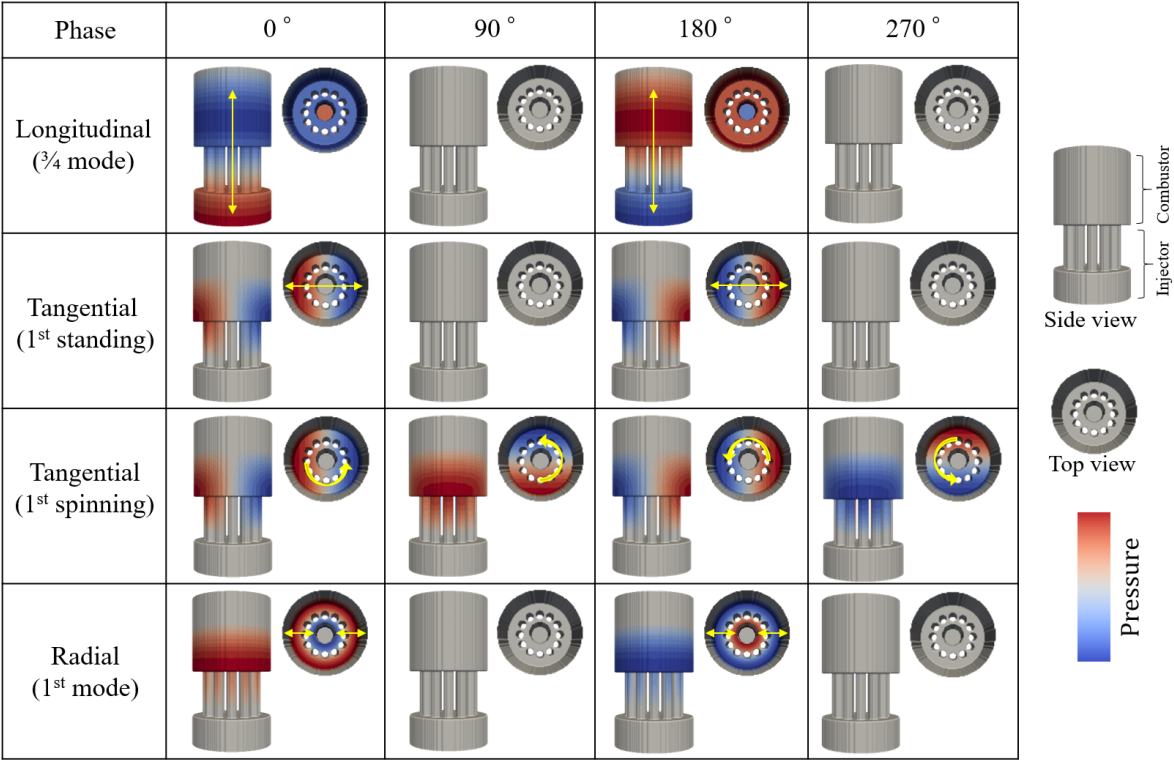 Phase
0 °
90 °
180 °
270 °
Longitudinal
(¾ mode)
Tangential
(1st standing)
Tangential
(1st spinning)
Radial
(1st mode)
Combustor
Injector
Side view
Top view
Pressure